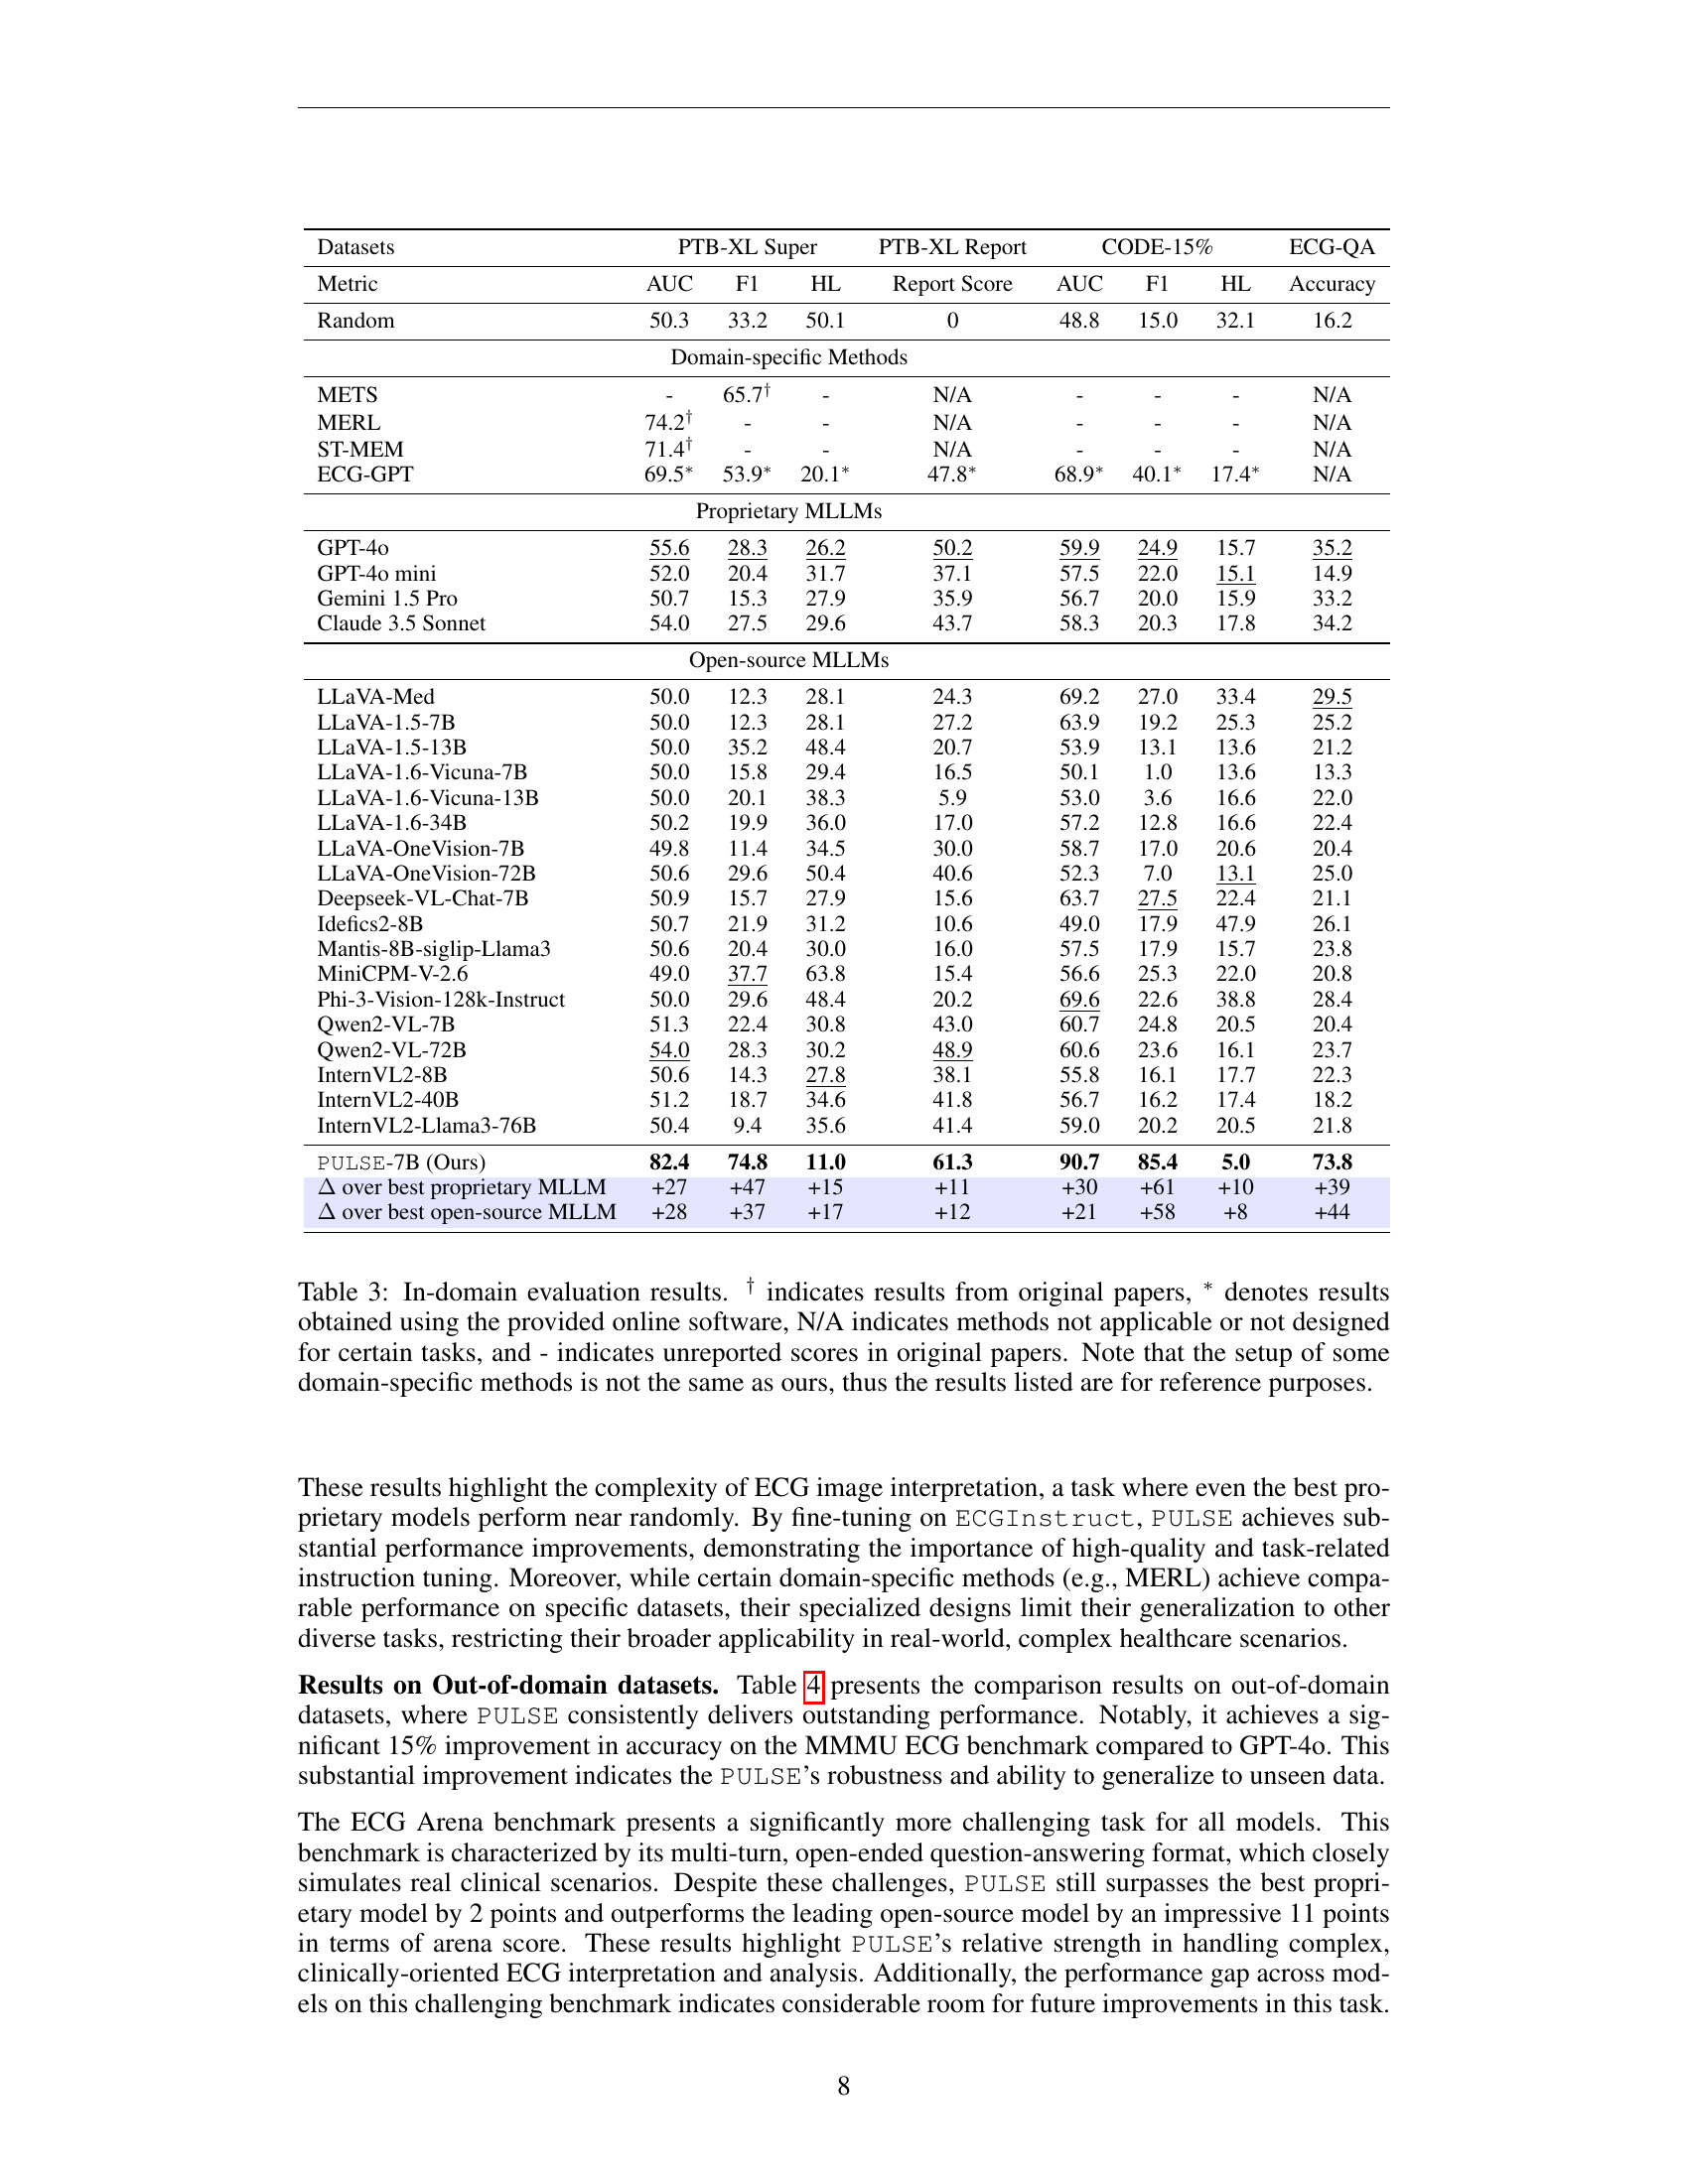 Datasets PTB-XL Super PTB-XL Report CODE-15% ECG-QA
Metric AUC F1 HL Report Score AUC F1 HL Accuracy
Random 50.3 33.2 50.1 0 48.8 15.0 32.1 16.2
Domain-specific Methods
METS - 65.7† - N/A - - - N/A
MERL 74.2† - - N/A - - - N/A
ST-MEM 71.4† - - N/A - - - N/A
ECG-GPT 69.5* 53.9* 20.1* 47.8* 68.9* 40.1* 17.4* N/A
Proprietary MLLMs
GPT-4o 55.6 28.3 26.2 50.2 59.9 24.9 15.7 35.2
GPT-4o mini 52.0 20.4 31.7 37.1 57.5 22.0 15.1 14.9
Gemini 1.5 Pro 50.7 15.3 27.9 35.9 56.7 20.0 15.9 33.2
Claude 3.5 Sonnet 54.0 27.5 29.6 43.7 58.3 20.3 17.8 34.2
Open-source MLLMs
LLaVA-Med 50.0 12.3 28.1 24.3 69.2 27.0 33.4 29.5
LLaVA-1.5-7B 50.0 12.3 28.1 27.2 63.9 19.2 25.3 25.2
LLaVA-1.5-13B 50.0 35.2 48.4 20.7 53.9 13.1 13.6 21.2
LLaVA-1.6-Vicuna-7B 50.0 15.8 29.4 16.5 50.1 1.0 13.6 13.3
LLaVA-1.6-Vicuna-13B 50.0 20.1 38.3 5.9 53.0 3.6 16.6 22.0
LLaVA-1.6-34B 50.2 19.9 36.0 17.0 57.2 12.8 16.6 22.4
LLaVA-OneVision-7B 49.8 11.4 34.5 30.0 58.7 17.0 20.6 20.4
LLaVA-OneVision-72B 50.6 29.6 50.4 40.6 52.3 7.0 13.1 25.0
Deepseek-VL-Chat-7B 50.9 15.7 27.9 15.6 63.7 27.5 22.4 21.1
Idefics2-8B 50.7 21.9 31.2 10.6 49.0 17.9 47.9 26.1
Mantis-8B-siglip-Llama3 50.6 20.4 30.0 16.0 57.5 17.9 15.7 23.8
MiniCPM-V-2.6 49.0 37.7 63.8 15.4 56.6 25.3 22.0 20.8
Phi-3-Vision-128k-Instruct 50.0 29.6 48.4 20.2 69.6 22.6 38.8 28.4
Qwen2-VL-7B 51.3 22.4 30.8 43.0 60.7 24.8 20.5 20.4
Qwen2-VL-72B 54.0 28.3 30.2 48.9 60.6 23.6 16.1 23.7
InternVL2-8B 50.6 14.3 27.8 38.1 55.8 16.1 17.7 22.3
InternVL2-40B 51.2 18.7 34.6 41.8 56.7 16.2 17.4 18.2
InternVL2-Llama3-76B 50.4 9.4 35.6 41.4 59.0 20.2 20.5 21.8
PULSE-7B (Ours) 82.4 74.8 11.0 61.3 90.7 85.4 5.0 73.8
Δ over best proprietary MLLM +27 +47 +15 +11 +30 +61 +10 +39
Δ over best open-source MLLM +28 +37 +17 +12 +21 +58 +8 +44
Table 3: In-domain evaluation results. † indicates results from original papers, * denotes results
obtained using the provided online software, N/A indicates methods not applicable or not designed
for certain tasks, and - indicates unreported scores in original papers. Note that the setup of some
domain-specific methods is not the same as ours, thus the results listed are for reference purposes.
These results highlight the complexity of ECG image interpretation, a task where even the best pro-
prietary models perform near randomly. By fine-tuning on ECGInstruct, PULSE achieves sub-
stantial performance improvements, demonstrating the importance of high-quality and task-related
instruction tuning. Moreover, while certain domain-specific methods (e.g., MERL) achieve compa-
rable performance on specific datasets, their specialized designs limit their generalization to other
diverse tasks, restricting their broader applicability in real-world, complex healthcare scenarios.
Results on Out-of-domain datasets. Table 4 presents the comparison results on out-of-domain
datasets, where PULSE consistently delivers outstanding performance. Notably, it achieves a sig-
nificant 15% improvement in accuracy on the MMMU ECG benchmark compared to GPT-4o. This
substantial improvement indicates the PULSE's robustness and ability to generalize to unseen data.
The ECG Arena benchmark presents a significantly more challenging task for all models. This
benchmark is characterized by its multi-turn, open-ended question-answering format, which closely
simulates real clinical scenarios. Despite these challenges, PULSE still surpasses the best propri-
etary model by 2 points and outperforms the leading open-source model by an impressive 11 points
in terms of arena score. These results highlight PULSE's relative strength in handling complex,
clinically-oriented ECG interpretation and analysis. Additionally, the performance gap across mod-
els on this challenging benchmark indicates considerable room for future improvements in this task.
8